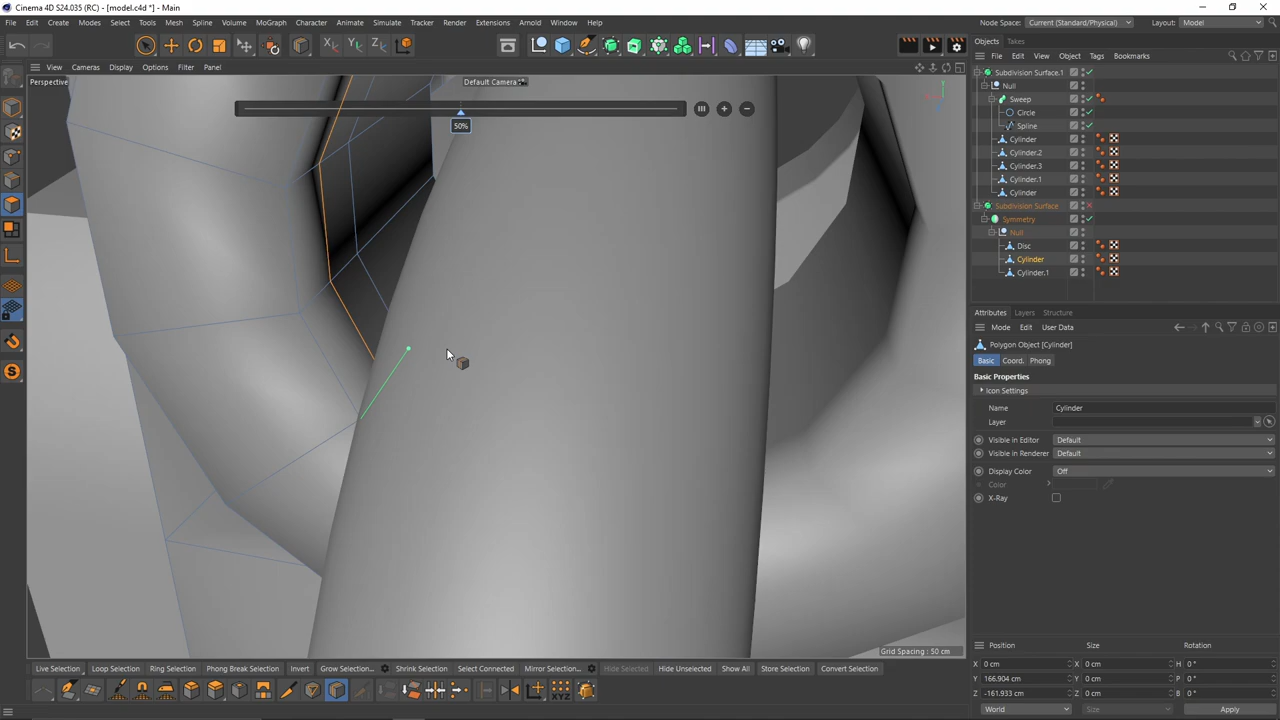 Cinema 4D S24.035 (RC) - [model.c4d *] - Main
File Edit Create Modes Select Tools Mesh Spline Volume MoGraph Character Animate Simulate Tracker Render Extensions Arnold Window Help
Node Space: Current (Standard/Physical) Layout: Model
Objects Takes
File Edit View Object Tags Bookmarks
View Cameras Display Options Filter Panel
Perspective
Default Camera
50%
Subdivision Surface.1
Null
Sweep
Circle
Spline
Cylinder
Cylinder.2
Cylinder.3
Cylinder.1
Cylinder
Subdivision Surface
Symmetry
Null
Disc
Cylinder
Cylinder.1
Attributes Layers Structure
Mode Edit User Data
Polygon Object [Cylinder]
Basic Coord. Phong
Basic Properties
Icon Settings
Name Cylinder
Layer
Visible in Editor Default
Visible in Renderer Default
Display Color Off
Color
X-Ray
Grid Spacing : 50 cm
Live Selection Loop Selection Ring Selection Phong Break Selection Invert Grow Selection... Shrink Selection Select Connected Mirror Selection... Hide Selected Hide Unselected Show All Store Selection Convert Selection
Position Size Rotation
X 0 cm X 0 cm H 0 °
Y 166.904 cm Y 0 cm P 0 °
Z -161.933 cm Z 0 cm B 0 °
World Size Apply